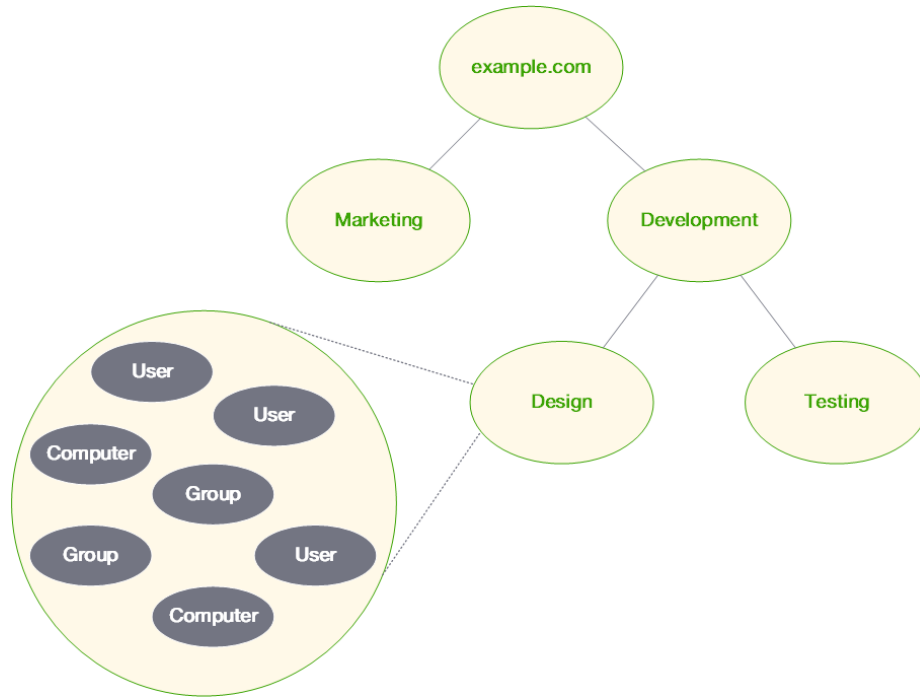 example.com
Marketing
Development
Design
Testing
User
User
Computer
Group
Group
User
Computer